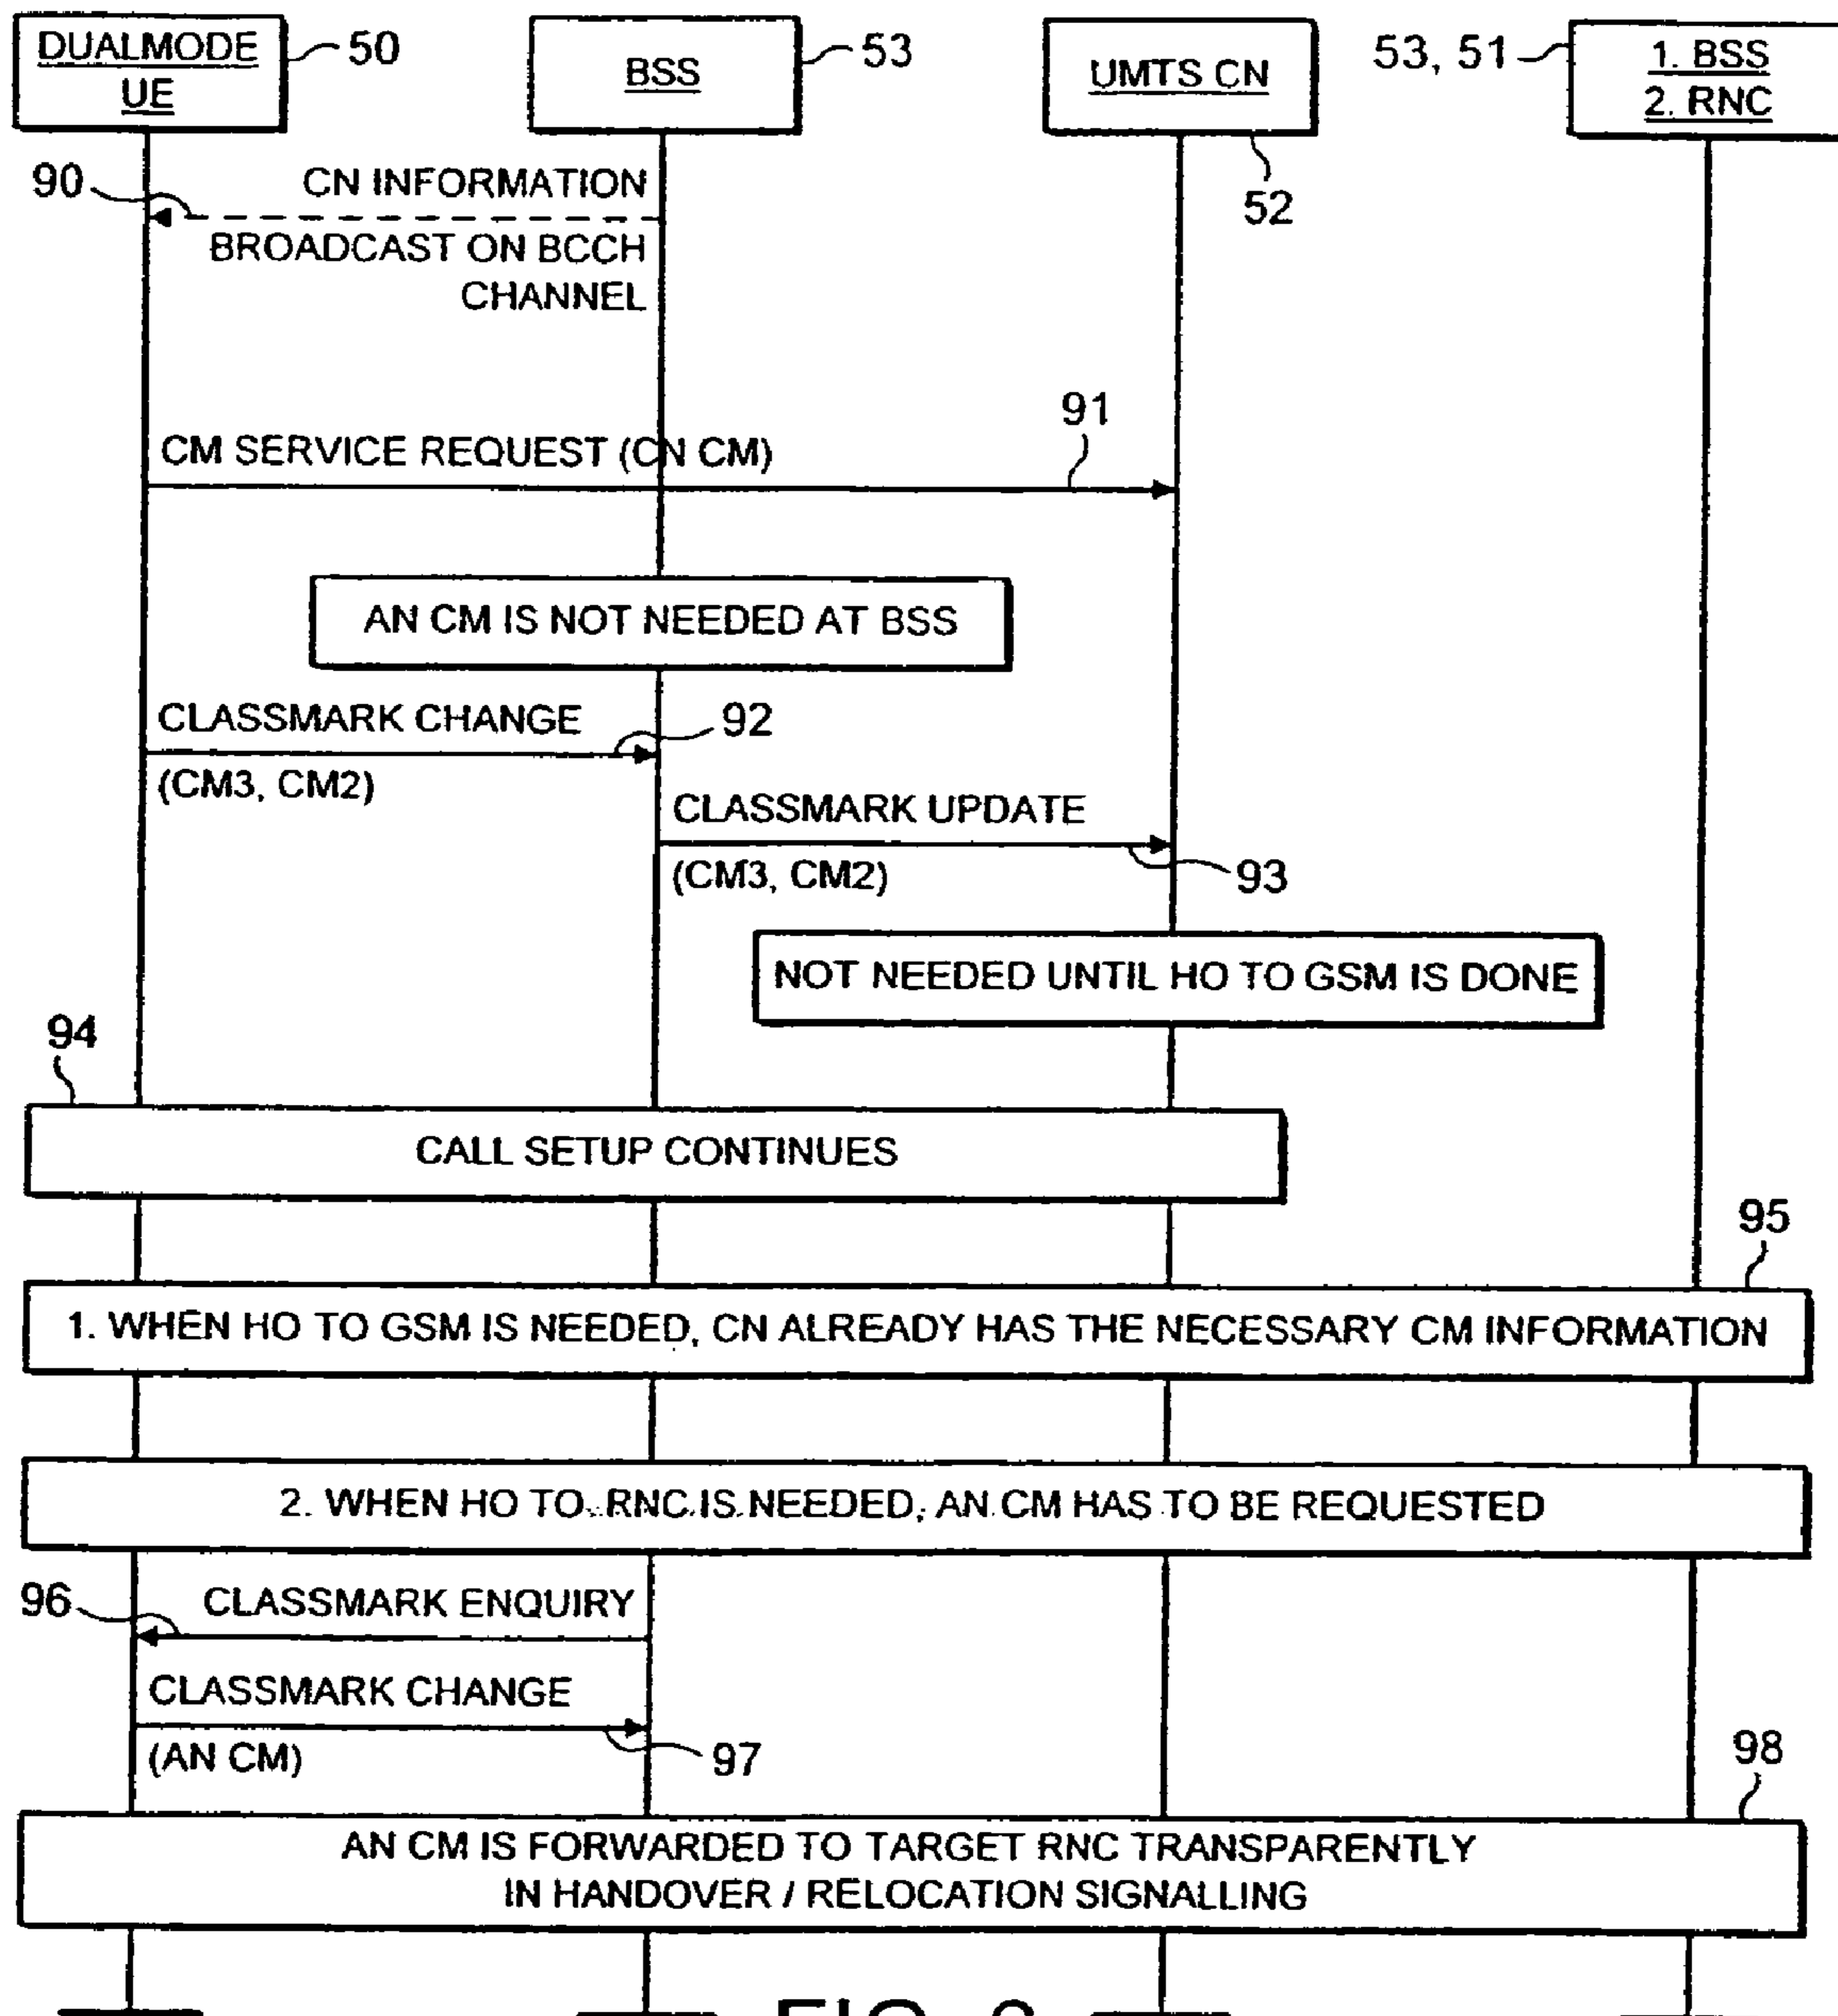 DUALMODE
UE
50
BSS
53
UMTS CN
52
53, 51
1. BSS
2. RNC
90
CN INFORMATION
BROADCAST ON BCCH
CHANNEL
91
CM SERVICE REQUEST (CN CM)
AN CM IS NOT NEEDED AT BSS
CLASSMARK CHANGE
92
(CM3, CM2)
CLASSMARK UPDATE
(CM3, CM2)
93
NOT NEEDED UNTIL HO TO GSM IS DONE
94
CALL SETUP CONTINUES
95
1. WHEN HO TO GSM IS NEEDED, CN ALREADY HAS THE NECESSARY CM INFORMATION
2. WHEN HO TO RNC IS NEEDED, AN CM HAS TO BE REQUESTED
96
CLASSMARK ENQUIRY
CLASSMARK CHANGE
(AN CM)
97
98
AN CM IS FORWARDED TO TARGET RNC TRANSPARENTLY
IN HANDOVER / RELOCATION SIGNALLING
FIG.